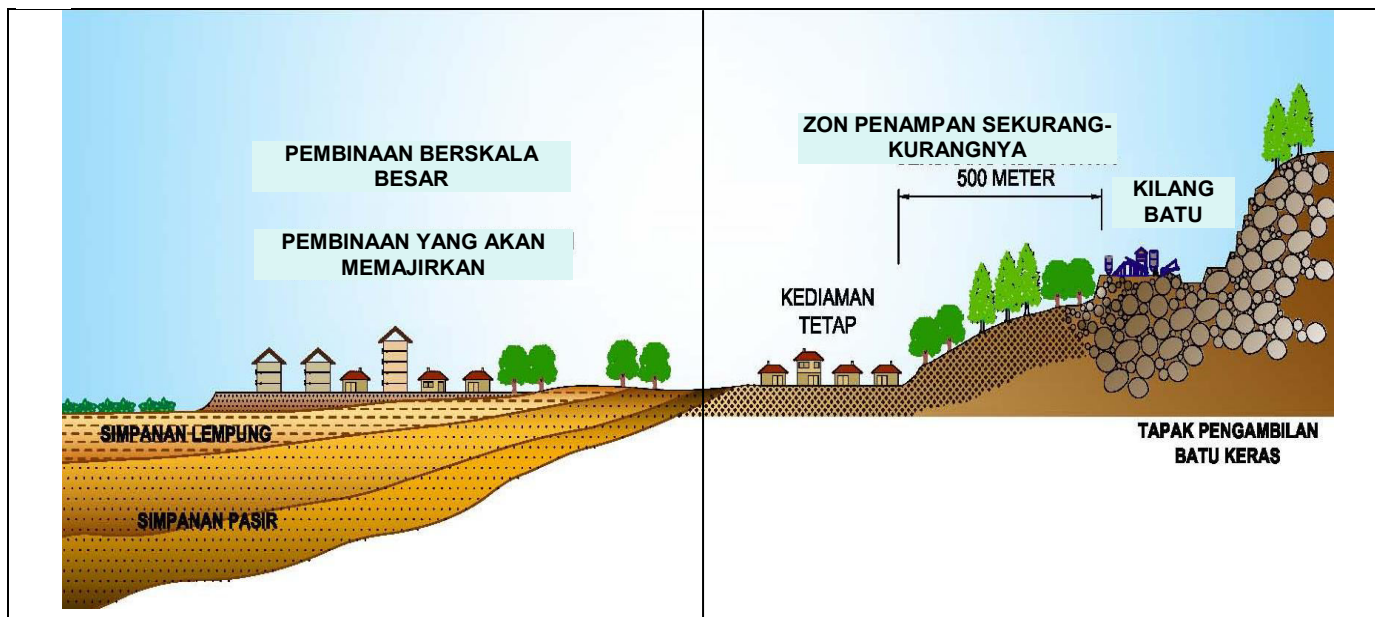 PEMBINAAN BERSKALA
BESAR
PEMBINAAN YANG AKAN
MEMAJIRKAN
SIMPANAN LEMPUNG
SIMPANAN PASIR
ZON PENAMPAN SEKURANG-
KURANGNYA
500 METER
KILANG
BATU
KEDIAMAN
TETAP
TAPAK PENGAMBILAN
BATU KERAS